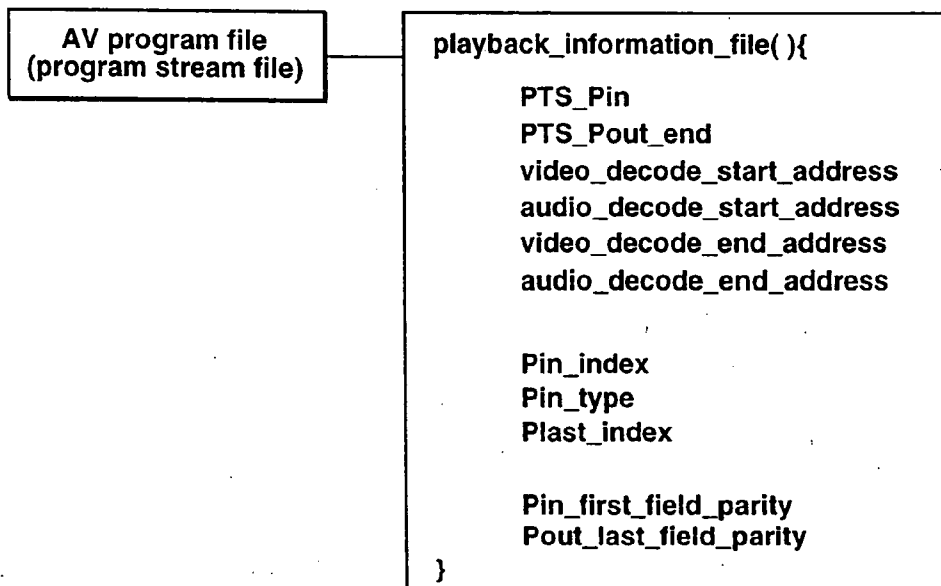 AV program file
(program stream file)
playback_information_file( ){
PTS_Pin
PTS_Pout_end
video_decode_start_address
audio_decode_start_address
video_decode_end_address
audio_decode_end_address
Pin_index
Pin_type
Plast_index
Pin_first_field_parity
Pout_last_field_parity
}